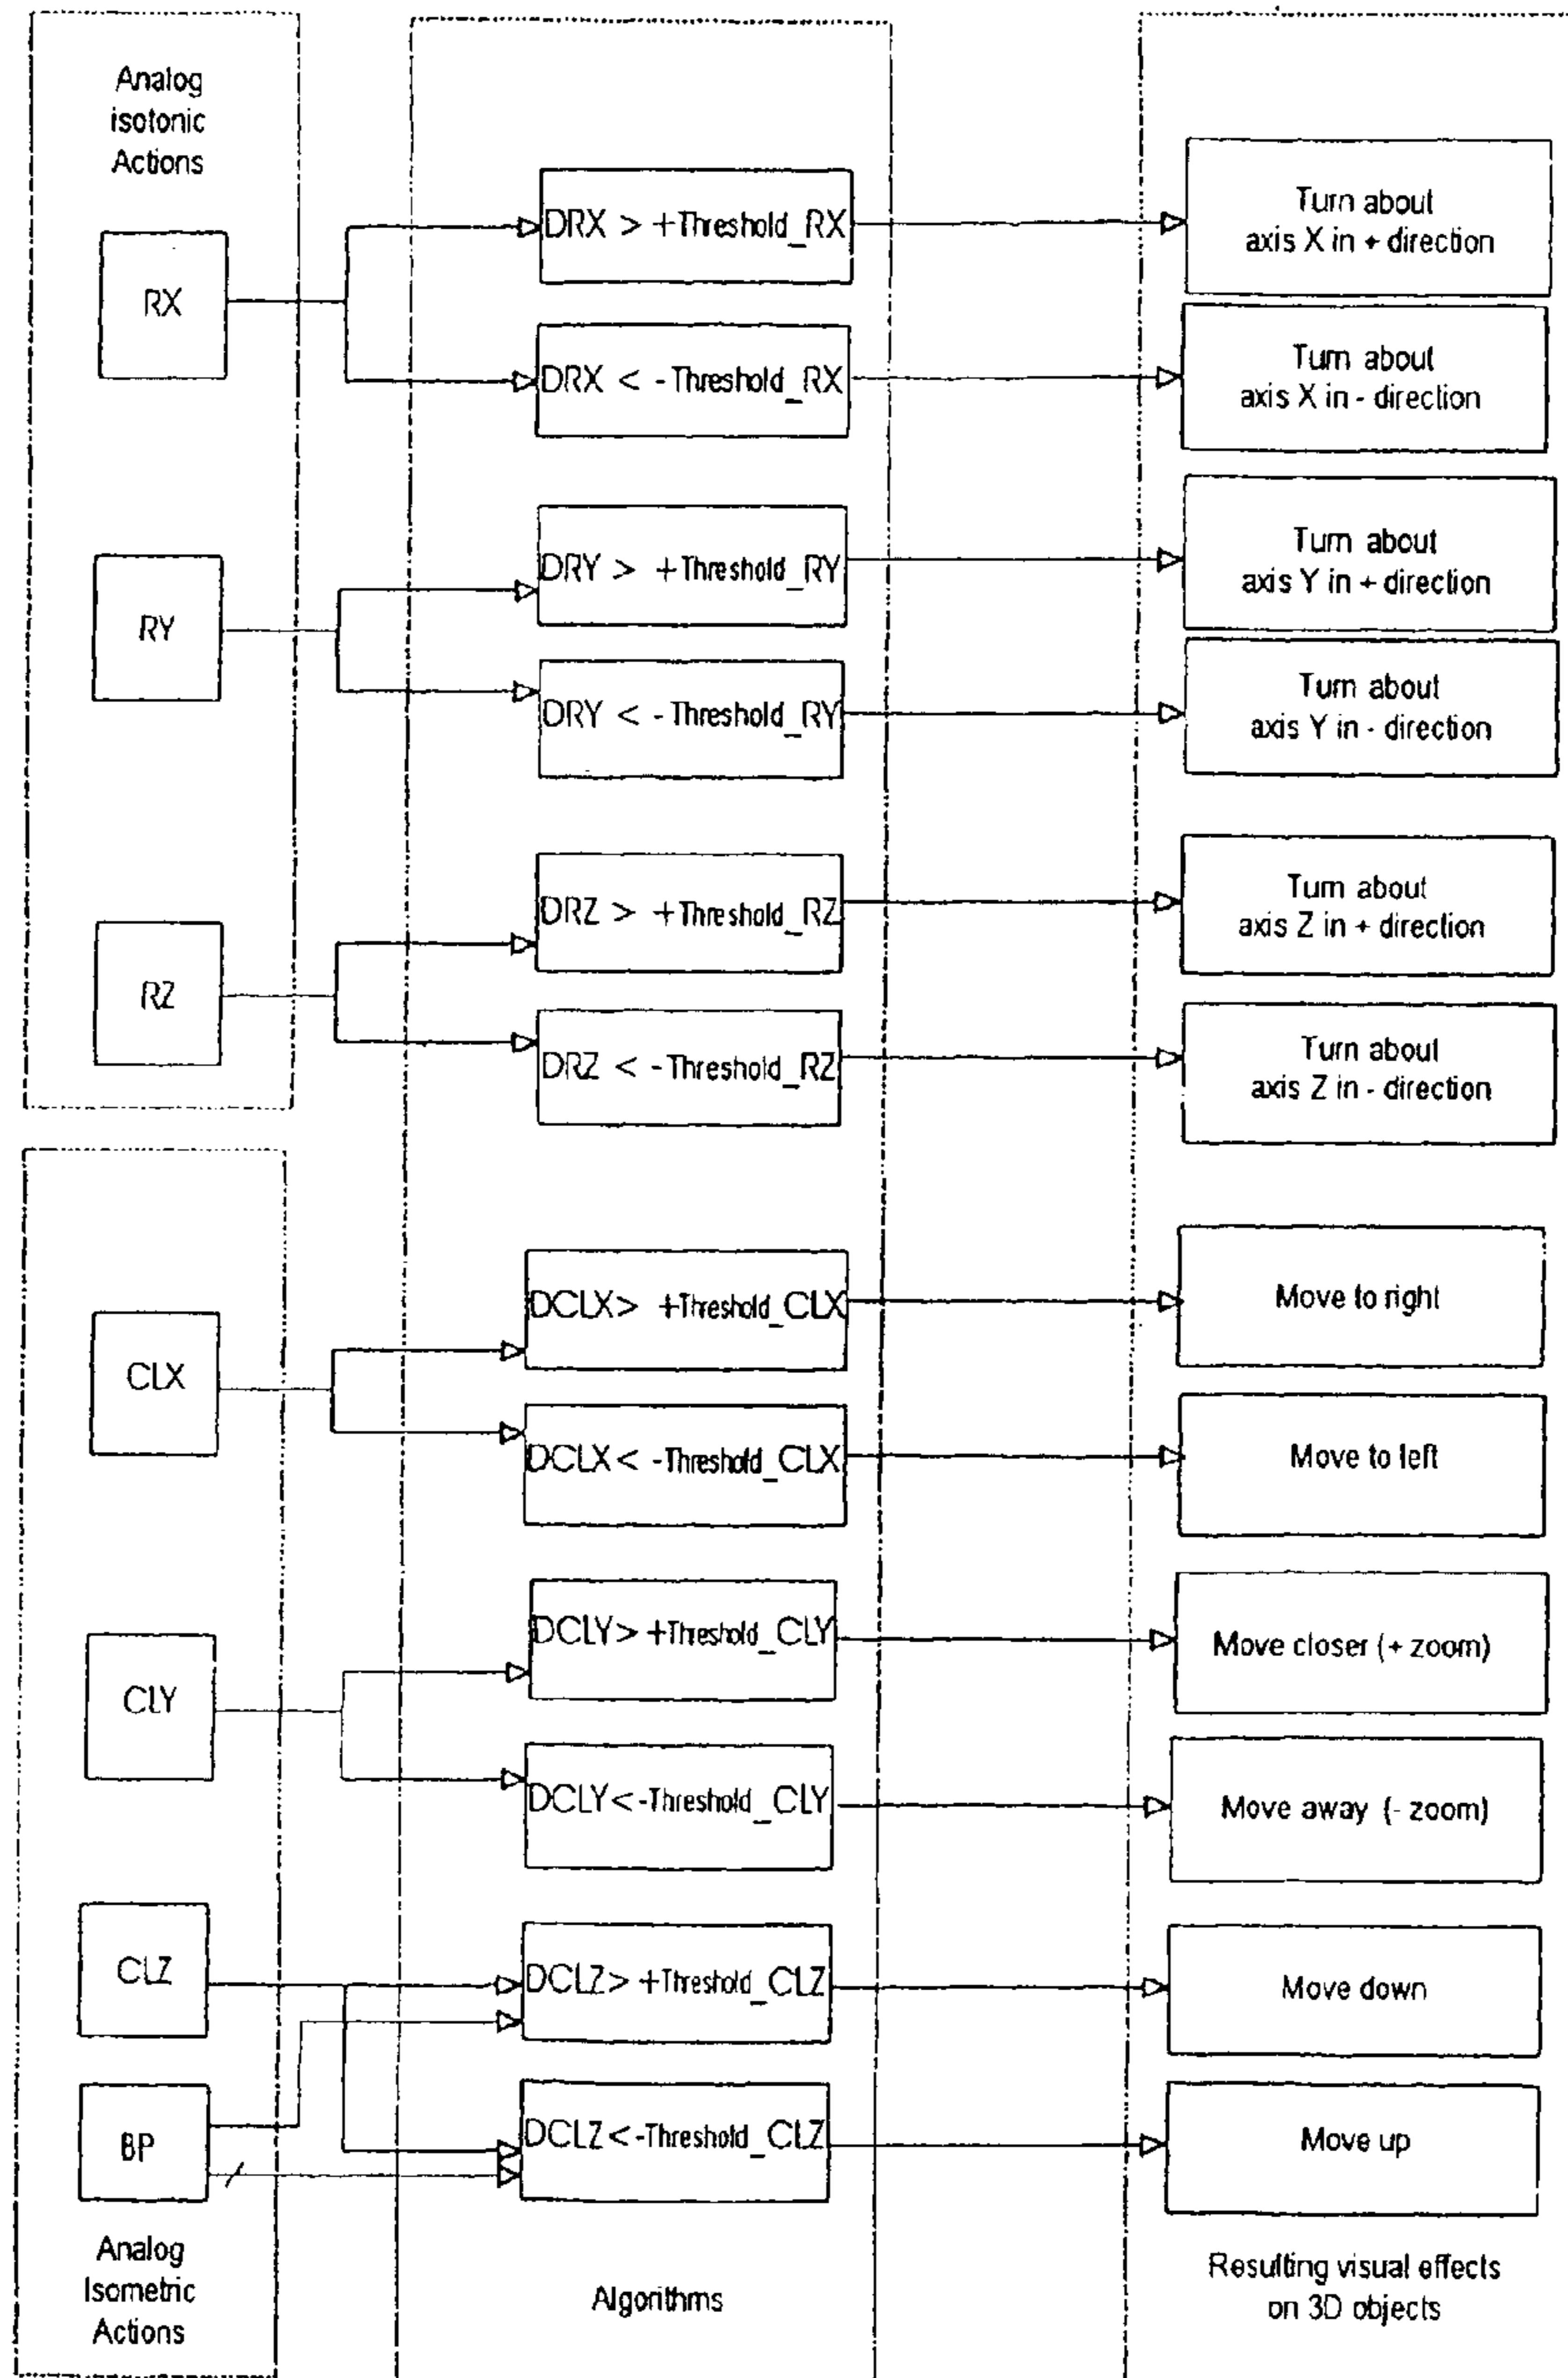 Analog
isotonic
Actions
RX
DRX > +Threshold_RX
Turn about
axis X in + direction
DRX < -Threshold_RX
Turn about
axis X in - direction
RY
DRY > +Threshold_RY
Turn about
axis Y in + direction
DRY < -Threshold_RY
Turn about
axis Y in - direction
RZ
DRZ > +Threshold_RZ
Turn about
axis Z in + direction
DRZ < -Threshold_RZ
Turn about
axis Z in - direction
CLX
DCLX> +Threshold_CLX
Move to right
DCLX< -Threshold_CLX
Move to left
CLY
DCLY> +Threshold_CLY
Move closer (+ zoom)
DCLY<-Threshold_CLY
Move away (- zoom)
CLZ
DCLZ> +Threshold_CLZ
Move down
BP
DCLZ<-Threshold_CLZ
Move up
Analog
Isometric
Actions
Algorithms
Resulting visual effects
on 3D objects